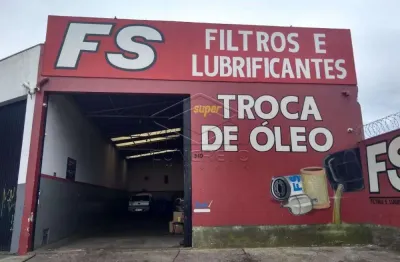 FS
FILTROS E
LUBRIFICANTES
super
TROCA
DE ÓLEO
FS